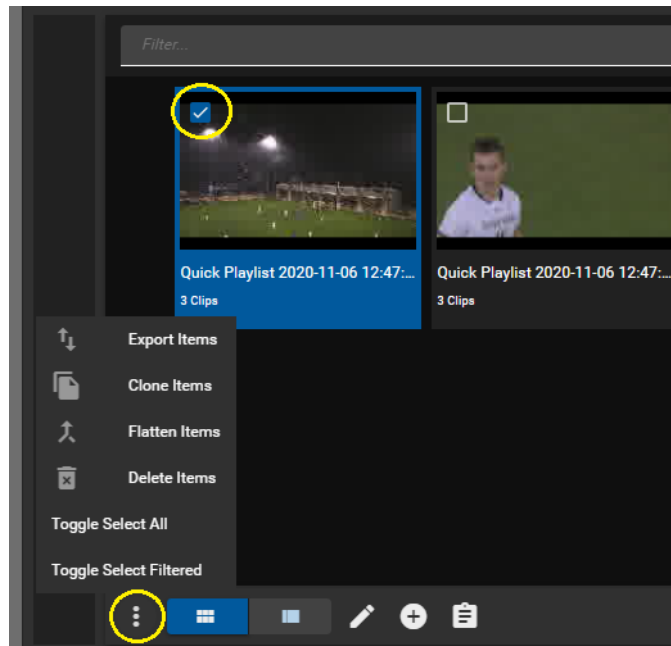 Filter...
Quick Playlist 2020-11-06 12:47:...
3 Clips
Quick Playlist 2020-11-06 12:47:...
3 Clips
Export Items
Clone Items
Flatten Items
Delete Items
Toggle Select All
Toggle Select Filtered